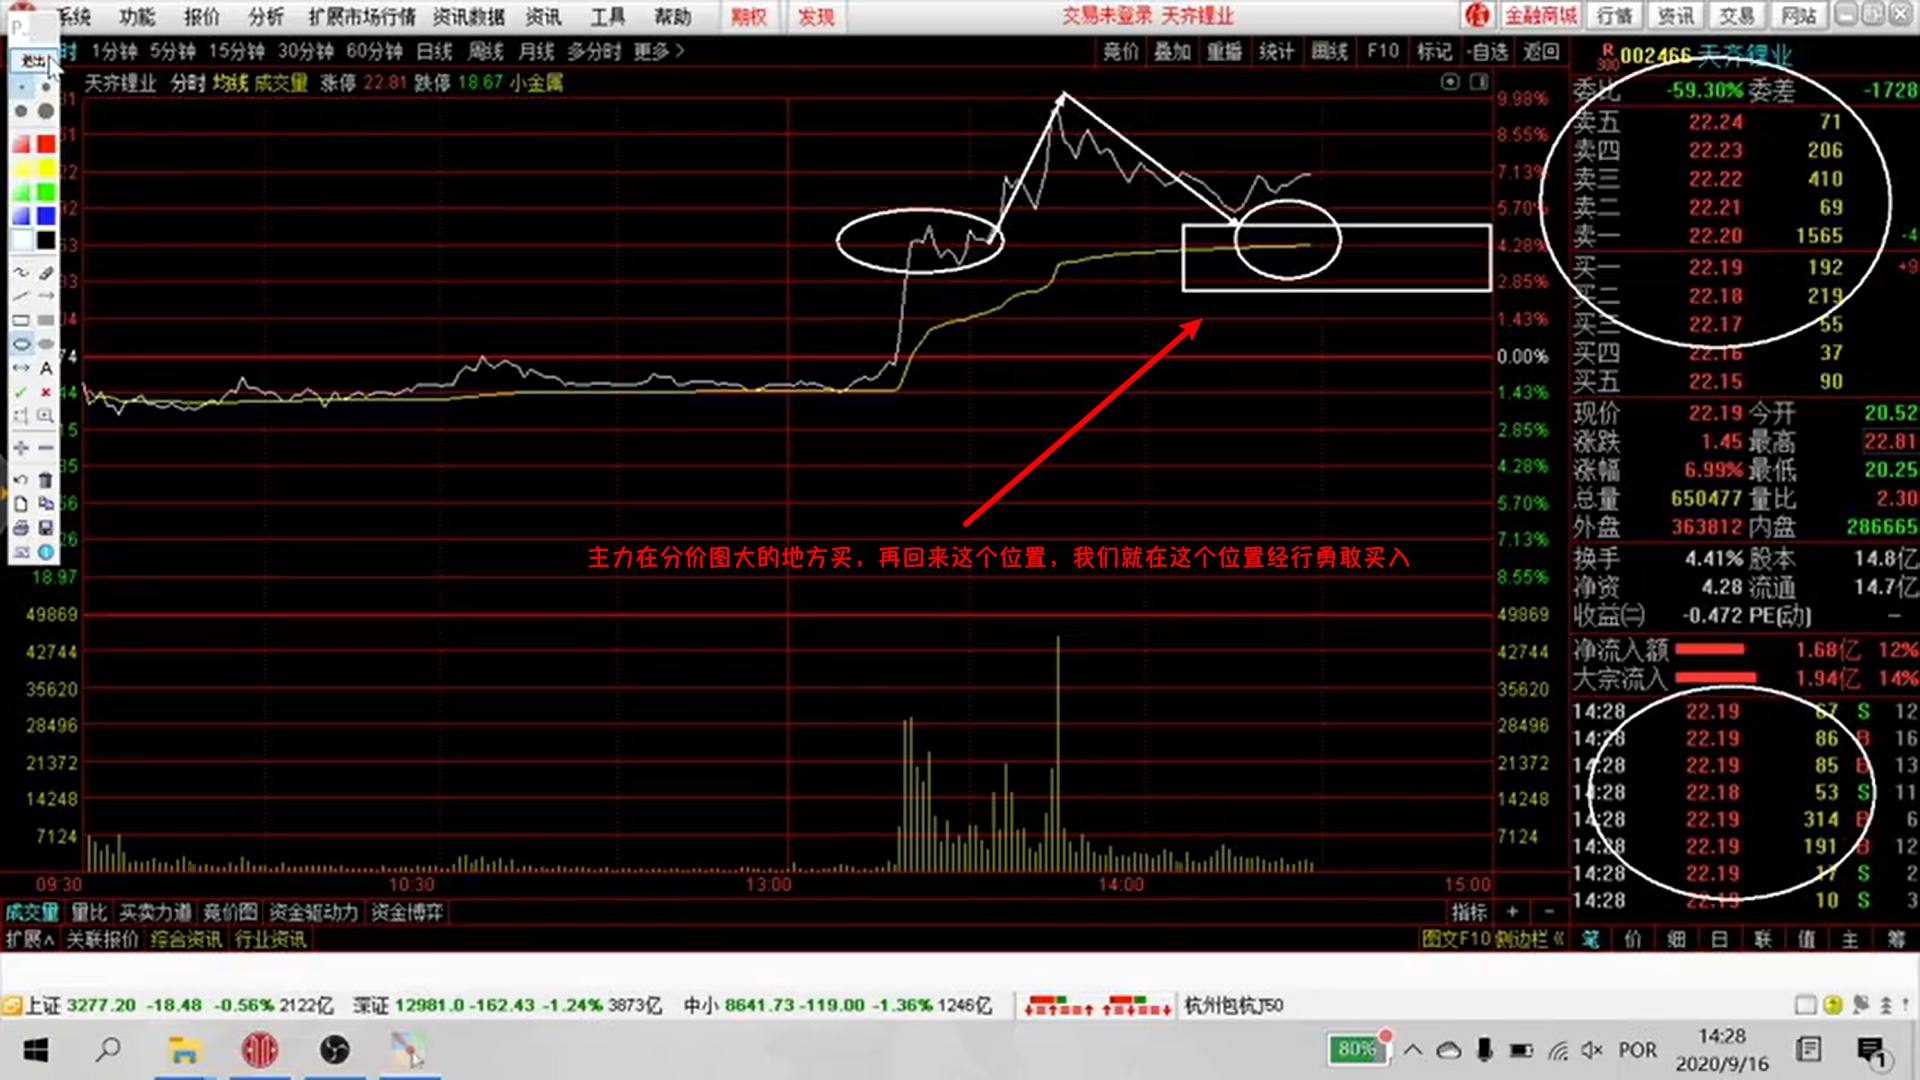 系统 功能 报价 分析 扩展市场行情 资讯数据 资讯 工具 帮助 期权 发现 交易未登录 天齐锂业 金融商城 行情 资讯 交易 网站
退出 时 1分钟 5分钟 15分钟 30分钟 60分钟 日线 周线 月线 多分时 更多 竞价 叠加 重播 统计 画线 F10 标记 -自选 返回 R 300 002466 天齐锂业
天齐锂业 分时 均线 成交量 涨停 22.81 跌停 18.67 小金属
委比 -59.30% 委差 -1728
卖五 22.24 71
卖四 22.23 206
卖三 22.22 410
卖二 22.21 69
卖一 22.20 1565 -4
买一 22.19 192 +9
买二 22.18 219
买三 22.17 55
买四 22.16 37
买五 22.15 90
现价 22.19 今开 20.52
涨跌 1.45 最高 22.81
涨幅 6.99% 最低 20.25
总量 650477 量比 2.30
外盘 363812 内盘 286665
换手 4.41% 股本 14.8亿
净资 4.28 流通 14.7亿
收益㈡ -0.472 PE(动) —
净流入额 1.68亿 12%
大宗流入 1.94亿 14%
14:28 22.19 67 S 12
14:28 22.19 86 B 16
14:28 22.19 85 B 13
14:28 22.18 53 S 11
14:28 22.19 314 B 6
14:28 22.19 191 B 12
14:28 22.19 17 S 2
14:28 22.19 10 S 3
31 9.98%
51 8.55%
22 7.13%
32 5.70%
63 4.28%
93 2.85%
04 1.43%
74 0.00%
44 1.43%
15 2.85%
35 4.28%
56 5.70%
26 7.13%
18.97 8.55%
主力在分价图大的地方买，再回来这个位置，我们就在这个位置经行勇敢买入
49869 49869
42744 42744
35620 35620
28496 28496
21372 21372
14248 14248
7124 7124
09:30 10:30 13:00 14:00 15:00
成交量 量比 买卖力道 竞价图 资金驱动力 资金博弈 指标 + -
扩展∧ 关联报价 综合资讯 行业资讯 图文F10 侧边栏《 笔 价 细 日 联 值 主 筹
上证 3277.20 -18.48 -0.56% 2122亿 深证 12981.0 -162.43 -1.24% 3873亿 中小 8641.73 -119.00 -1.36% 1246亿 杭州包杭J50
80% POR 14:28
2020/9/16 1